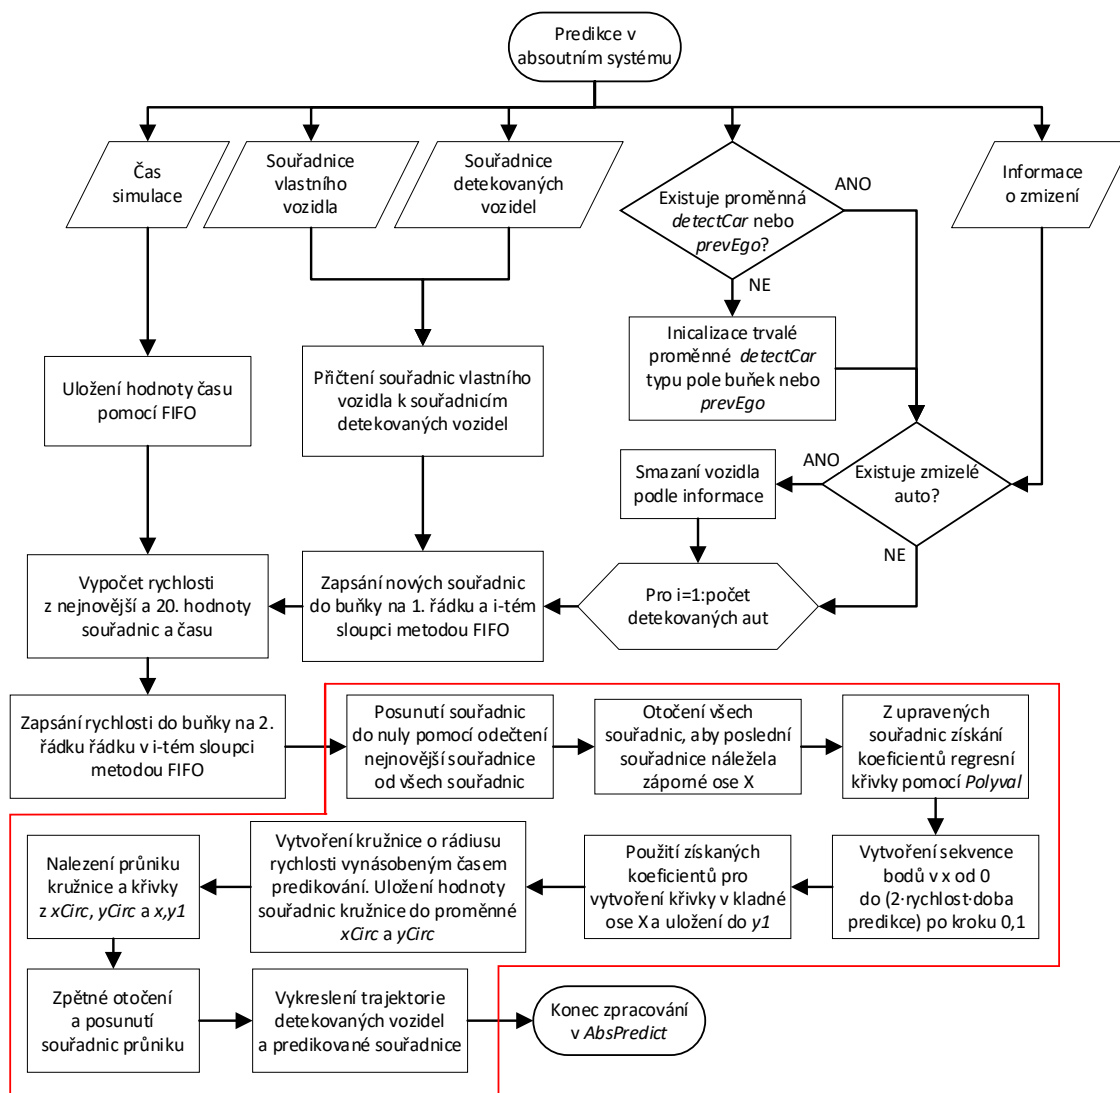 Predikce v
absoutním systému
Čas
simulace
Souřadnice
vlastního
vozidla
Souřadnice
detekovaných
vozidel
Existuje proměnná
detectCar nebo
prevEgo?
ANO
NE
Informace
o zmizení
Inicalizace trvalé
proměnné detectCar
typu pole buňek nebo
prevEgo
Uložení hodnoty času
pomocí FIFO
Přičtení souřadnic vlastního
vozidla k souřadnicím
detekovaných vozidel
Existuje zmizelé
auto?
ANO
NE
Smazaní vozidla
podle informace
Pro i=1:počet
detekovaných aut
Zapsání nových souřadnic
do buňky na 1. řádku a i-tém
sloupci metodou FIFO
Vypočet rychlosti
z nejnovější a 20. hodnoty
souřadnic a času
Zapsání rychlosti do buňky na 2.
řádku řádku v i-tém sloupci
metodou FIFO
Posunutí souřadnic
do nuly pomocí odečtení
nejnovější souřadnice
od všech souřadnic
Otočení všech
souřadnic, aby poslední
souřadnice náležela
záporné ose X
Z upravených
souřadnic získání
koeficientů regresní
křivky pomocí Polyval
Vytvoření sekvence
bodů v x od 0
do (2·rychlost·doba
predikce) po kroku 0,1
Použití získaných
koeficientů pro
vytvoření křivky v kladné
ose X a uložení do y1
Vytvoření kružnice o rádiusu
rychlosti vynásobeným časem
predikování. Uložení hodnoty
souřadnic kružnice do proměnné
xCirc a yCirc
Nalezení průniku
kružnice a křivky
z xCirc, yCirc a x,y1
Zpětné otočení
a posunutí
souřadnic průniku
Vykreslení trajektorie
detekovaných vozidel
a predikované souřadnice
Konec zpracování
v AbsPredict